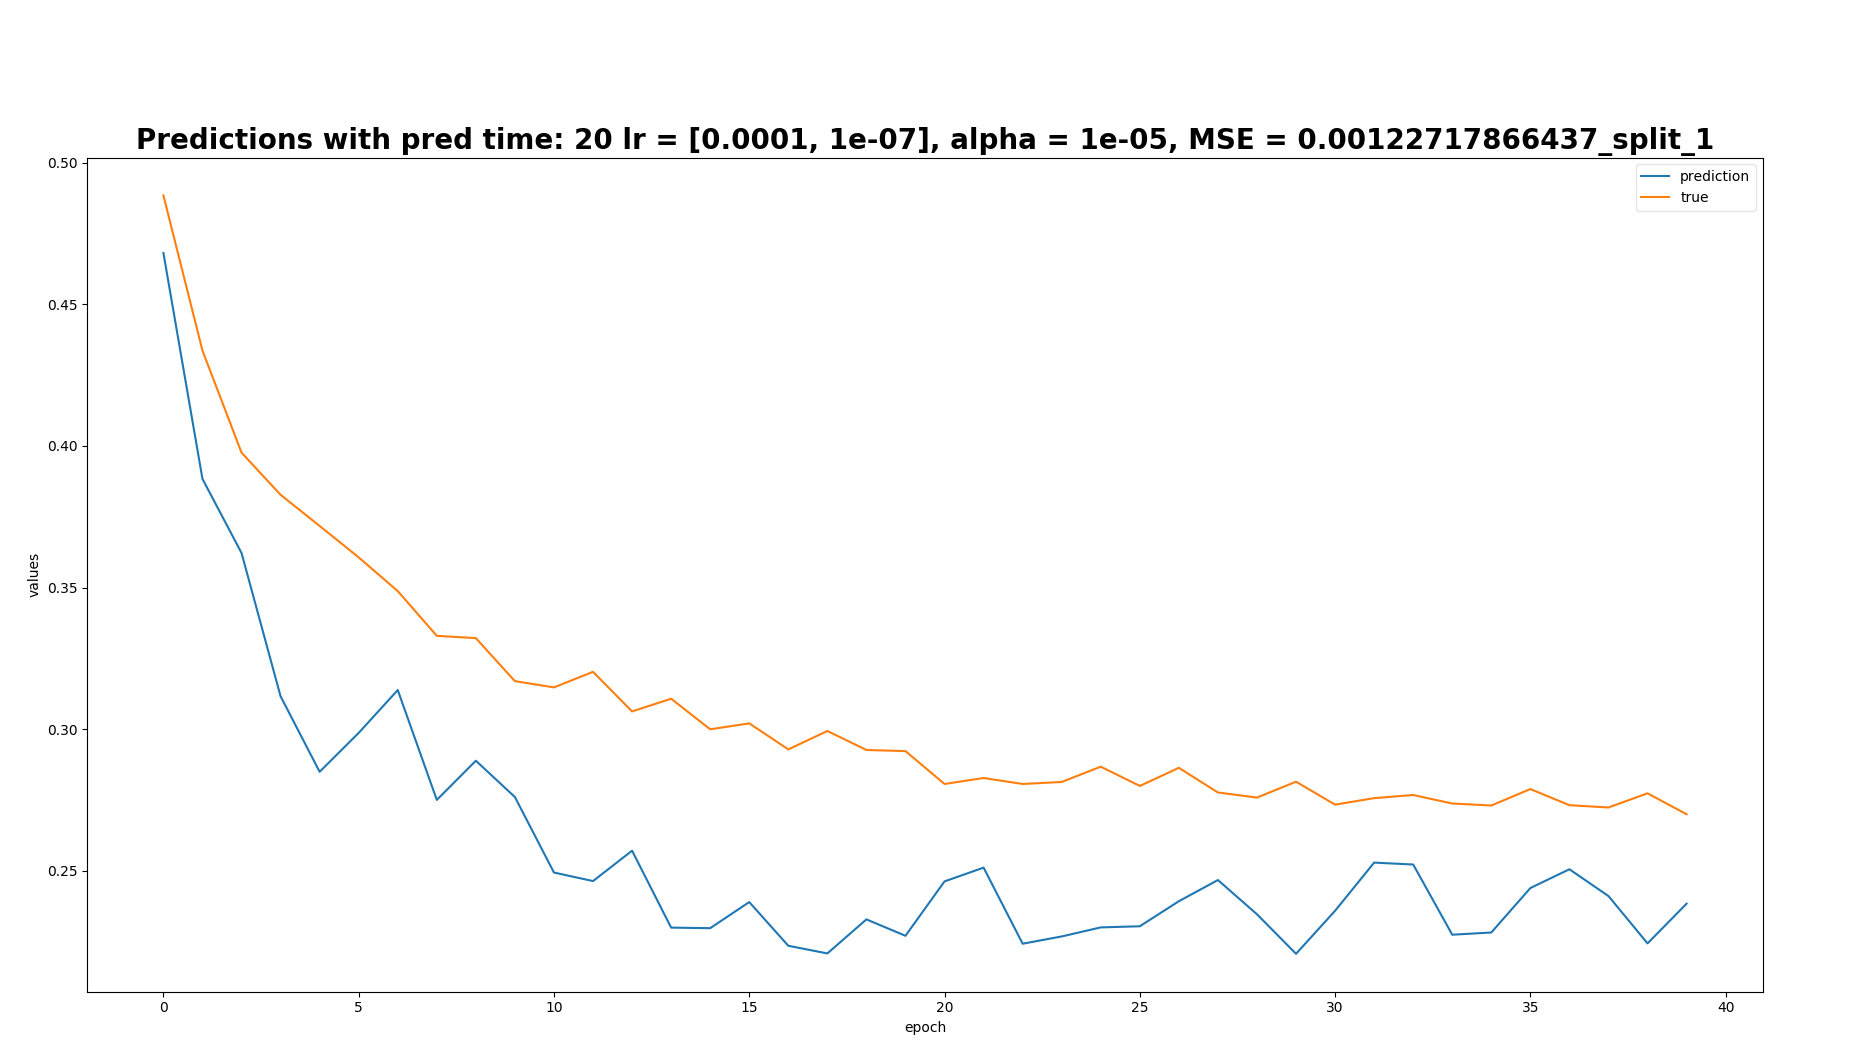 Predictions with pred time: 20 lr = [0.0001, 1e-07], alpha = 1e-05, MSE = 0.00122717866437_split_1
prediction
true
0.50
0.45
0.40
0.35
0.30
0.25
values
0 5 10 15 20 25 30 35 40
epoch